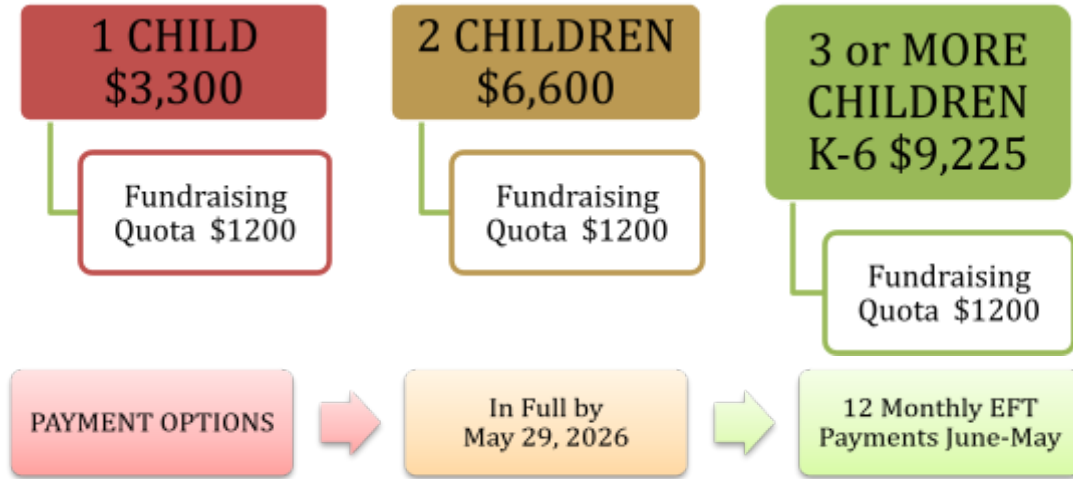 1 CHILD
$3,300
Fundraising
Quota $1200
2 CHILDREN
$6,600
Fundraising
Quota $1200
3 or MORE
CHILDREN
K-6 $9,225
Fundraising
Quota $1200
PAYMENT OPTIONS
In Full by
May 29, 2026
12 Monthly EFT
Payments June-May